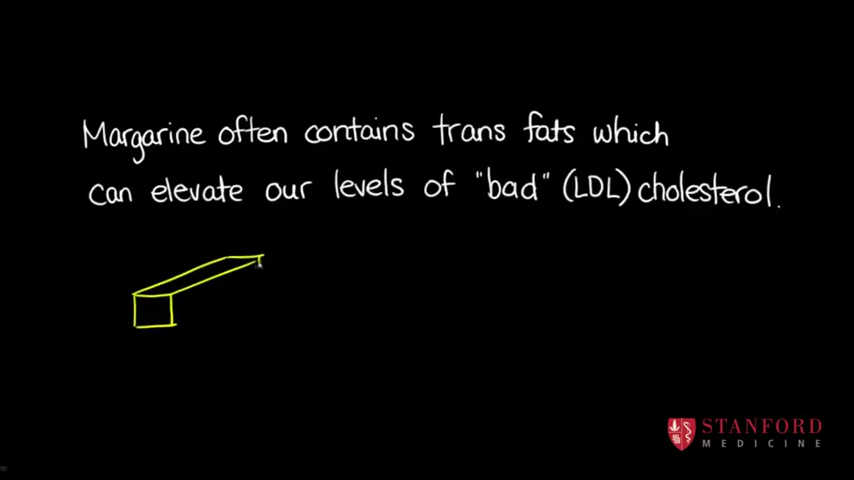 Margarine often contains trans fats which
can elevate our levels of "bad" (LDL) cholesterol.
STANFORD
MEDICINE